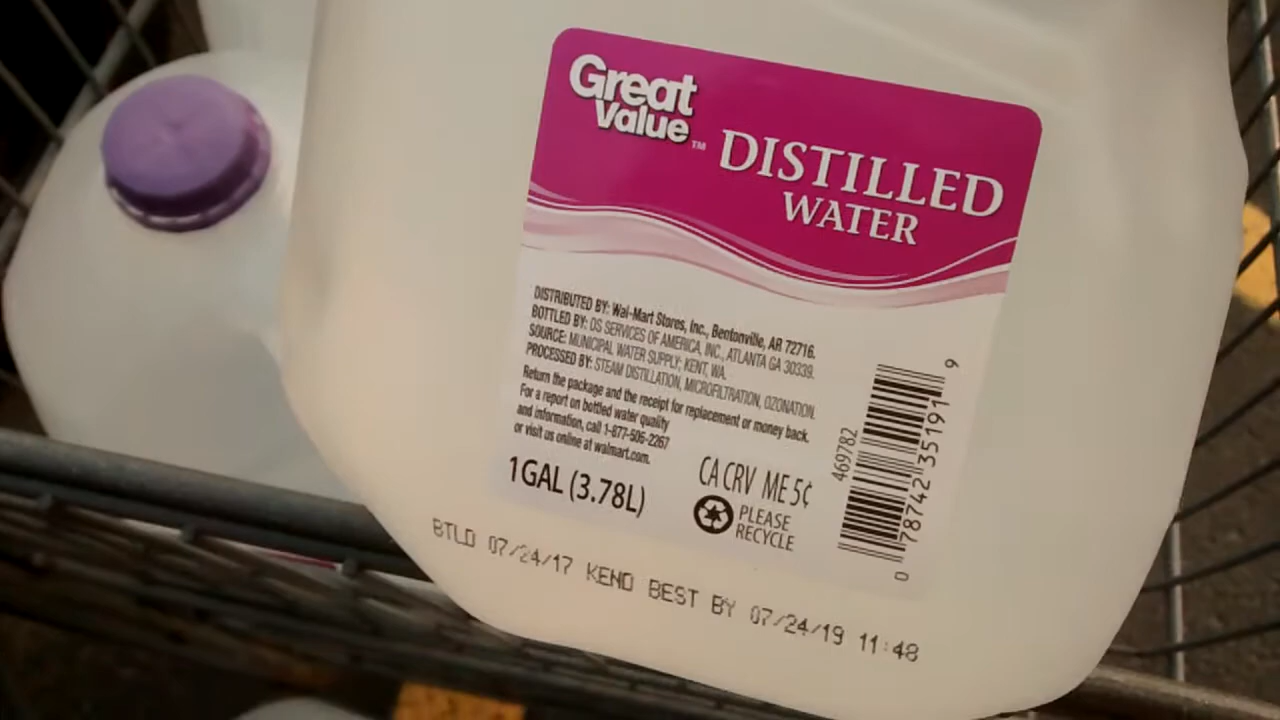 Great
Value™
DISTILLED
WATER
DISTRIBUTED BY: Wal-Mart Stores, Inc., Bentonville, AR 72716.
BOTTLED BY: DS SERVICES OF AMERICA, INC., ATLANTA GA 30339.
SOURCE: MUNICIPAL WATER SUPPLY; KENT, WA.
PROCESSED BY: STEAM DISTILLATION, MICROFILTRATION, OZONATION.
Return the package and the receipt for replacement or money back.
For a report on bottled water quality
and information, call 1-877-506-2267
or visit us online at walmart.com.
1 GAL (3.78L)
CA CRV ME 5¢
PLEASE
RECYCLE
469782
0 78742 35191 9
BTLD 07/24/17 KEND BEST BY 07/24/19 11:48